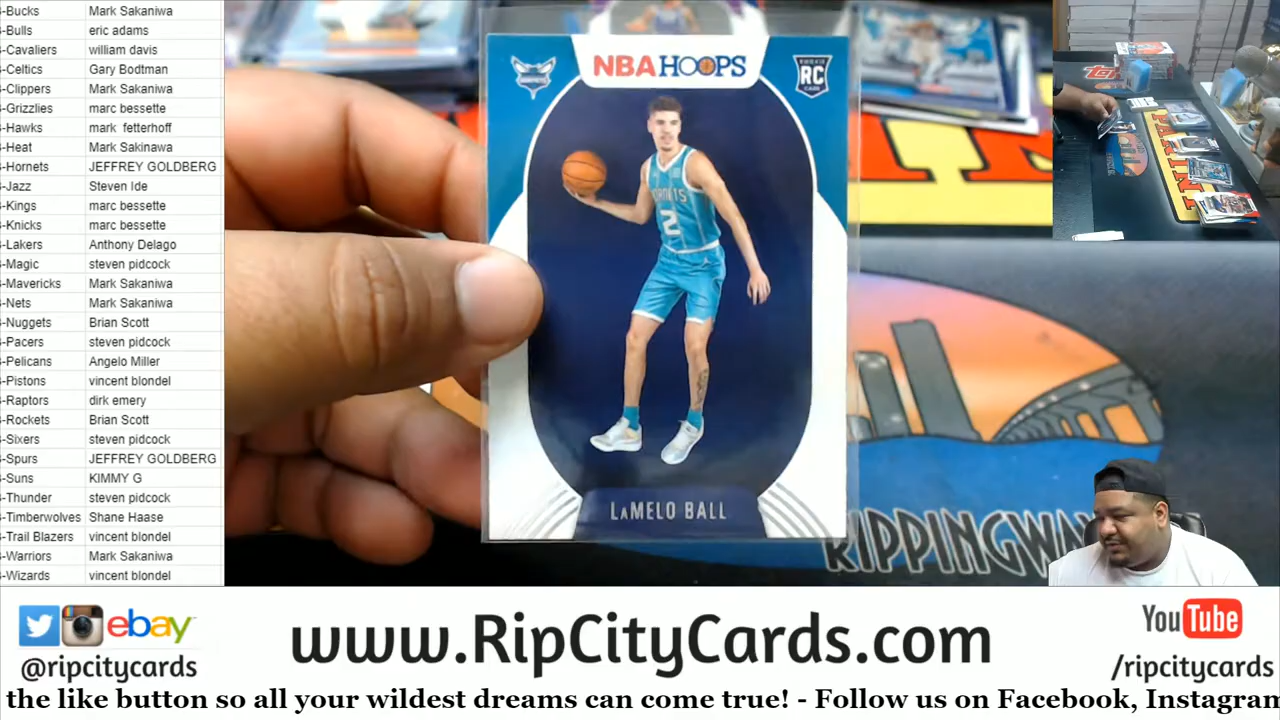 -Bucks Mark Sakaniwa
-Bulls eric adams
-Cavaliers william davis
-Celtics Gary Bodtman
-Clippers Mark Sakaniwa
-Grizzlies marc bessette
-Hawks mark fetterhoff
-Heat Mark Sakinawa
-Hornets JEFFREY GOLDBERG
-Jazz Steven Ide
-Kings marc bessette
-Knicks marc bessette
-Lakers Anthony Delago
-Magic steven pidcock
-Mavericks Mark Sakaniwa
-Nets Mark Sakaniwa
-Nuggets Brian Scott
-Pacers steven pidcock
-Pelicans Angelo Miller
-Pistons vincent blondel
-Raptors dirk emery
-Rockets Brian Scott
-Sixers steven pidcock
-Spurs JEFFREY GOLDBERG
-Suns KIMMY G
-Thunder steven pidcock
-Timberwolves Shane Haase
-Trail Blazers vincent blondel
-Warriors Mark Sakaniwa
-Wizards vincent blondel
NBA HOOPS
ROOKIE
RC
CARD
HORNETS
2
LaMELO BALL
PANINI
RIPPINGWA
ebay
@ripcitycards
www.RipCityCards.com
YouTube
/ripcitycards
the like button so all your wildest dreams can come true! - Follow us on Facebook, Instagram